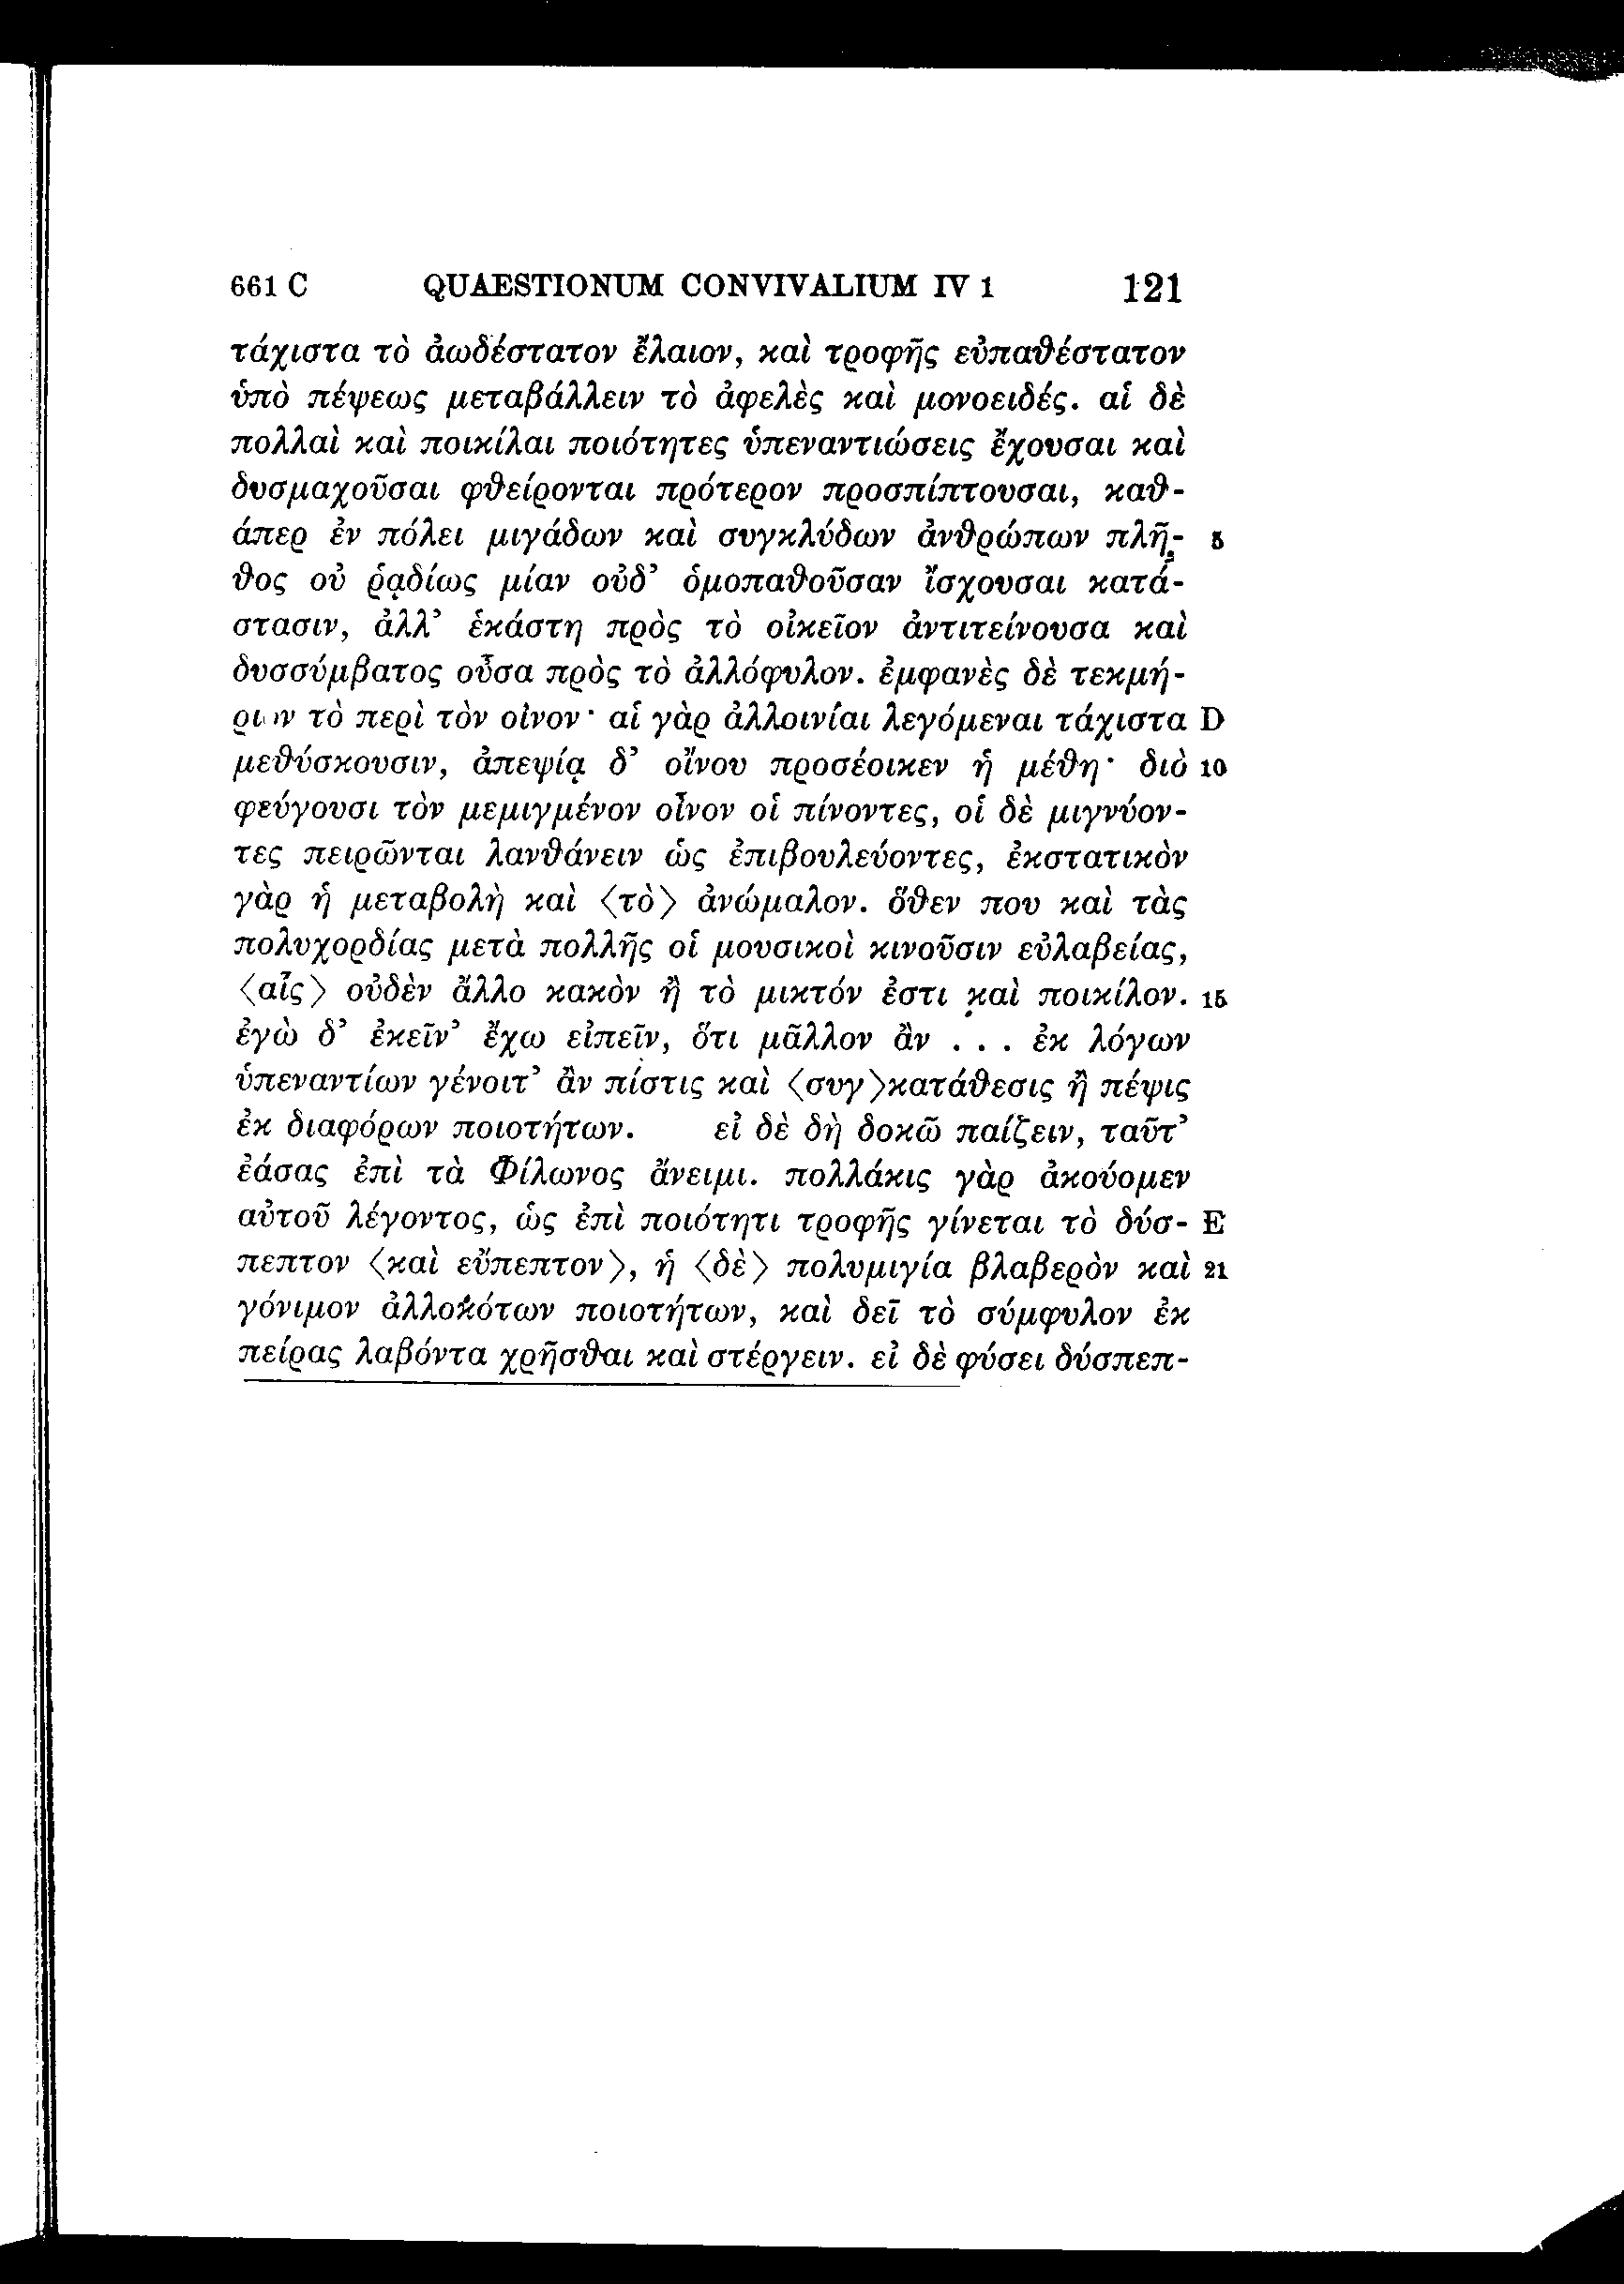 661 C QUAESTIONUM CONVIVALIUM IV 1 121
τάχιστα τὸ ἀωδέστατον ἔλαιον, καὶ τροφῆς εὐπαθέστατον
ὑπὸ πέψεως μεταβάλλειν τὸ ἀφελὲς καὶ μονοειδές. αἱ δὲ
πολλαὶ καὶ ποικίλαι ποιότητες ὑπεναντιώσεις ἔχουσαι καὶ
δυσμαχοῦσαι φθείρονται πρότερον προσπίπτουσαι, καθ-
άπερ ἐν πόλει μιγάδων καὶ συγκλύδων ἀνθρώπων πλῆ- 5
θος οὐ ῥᾳδίως μίαν οὐδ’ ὁμοπαθοῦσαν ἴσχουσαι κατά-
στασιν, ἀλλ’ ἑκάστη πρὸς τὸ οἰκεῖον ἀντιτείνουσα καὶ
δυσσύμβατος οὖσα πρὸς τὸ ἀλλόφυλον. ἐμφανὲς δὲ τεκμή-
ριον τὸ περὶ τὸν οἶνον· αἱ γὰρ ἀλλοινίαι λεγόμεναι τάχιστα D
μεθύσκουσιν, ἀπεψίᾳ δ’ οἴνου προσέοικεν ἡ μέθη· διὸ 10
φεύγουσι τὸν μεμιγμένον οἶνον οἱ πίνοντες, οἱ δὲ μιγνύον-
τες πειρῶνται λανθάνειν ὡς ἐπιβουλεύοντες, ἐκστατικὸν
γὰρ ἡ μεταβολὴ καὶ ⟨τὸ⟩ ἀνώμαλον. ὅθεν που καὶ τὰς
πολυχορδίας μετὰ πολλῆς οἱ μουσικοὶ κινοῦσιν εὐλαβείας,
⟨αἷς⟩ οὐδὲν ἄλλο κακὸν ἢ τὸ μικτόν ἐστι καὶ ποικίλον. 15
ἐγὼ δ’ ἐκεῖν’ ἔχω εἰπεῖν, ὅτι μᾶλλον ἂν . . . ἐκ λόγων
ὑπεναντίων γένοιτ’ ἂν πίστις καὶ ⟨συγ⟩κατάθεσις ἢ πέψις
ἐκ διαφόρων ποιοτήτων. εἰ δὲ δὴ δοκῶ παίζειν, ταῦτ’
ἐάσας ἐπὶ τὰ Φίλωνος ἄνειμι. πολλάκις γὰρ ἀκούομεν
αὐτοῦ λέγοντος, ὡς ἐπὶ ποιότητι τροφῆς γίνεται τὸ δύσ- E
πεπτον ⟨καὶ εὔπεπτον⟩, ἡ ⟨δὲ⟩ πολυμιγία βλαβερὸν καὶ 21
γόνιμον ἀλλοκότων ποιοτήτων, καὶ δεῖ τὸ σύμφυλον ἐκ
πείρας λαβόντα χρῆσθαι καὶ στέργειν. εἰ δὲ φύσει δύσπεπ-